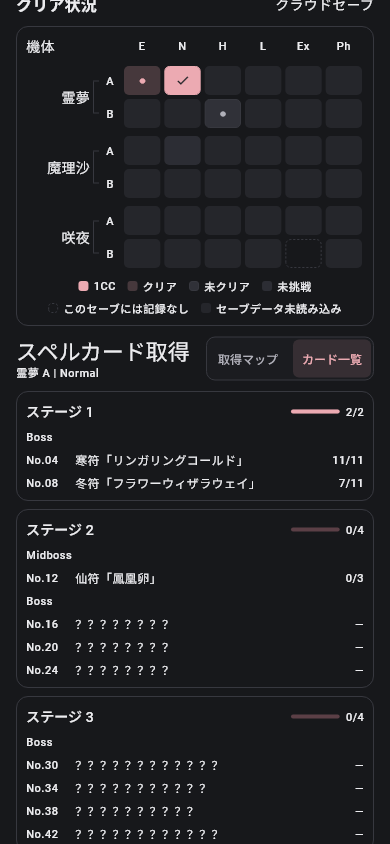 クリア状況 クラウドセーブ
機体 E N H L Ex Ph
霊夢 A
B
魔理沙 A
B
咲夜 A
B
1CC クリア 未クリア 未挑戦
このセーブには記録なし セーブデータ未読み込み
スペルカード取得 取得マップ カード一覧
霊夢 A | Normal
ステージ 1 2/2
Boss
No.04 寒符「リンガリングコールド」 11/11
No.08 冬符「フラワーウィザラウェイ」 7/11
ステージ 2 0/4
Midboss
No.12 仙符「鳳凰卵」 0/3
Boss
No.16 ？？？？？？？？ –
No.20 ？？？？？？？？ –
No.24 ？？？？？？？？ –
ステージ 3 0/4
Boss
No.30 ？？？？？？？？？？？？ –
No.34 ？？？？？？？？？？？ –
No.38 ？？？？？？？？？？ –
No.42 ？？？？？？？？？？？？ –